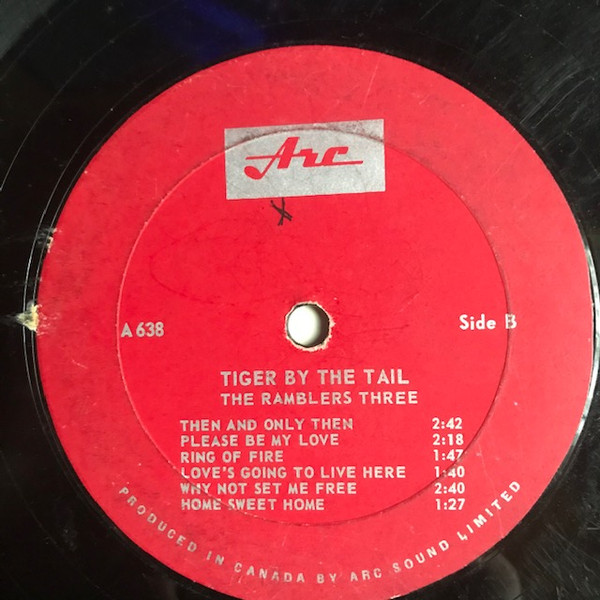 Arc
A 638
Side B
TIGER BY THE TAIL
THE RAMBLERS THREE
THEN AND ONLY THEN 2:42
PLEASE BE MY LOVE 2:18
RING OF FIRE 1:47
LOVE'S GOING TO LIVE HERE 1:40
WHY NOT SET ME FREE 2:40
HOME SWEET HOME 1:27
PRODUCED IN CANADA BY ARC SOUND LIMITED